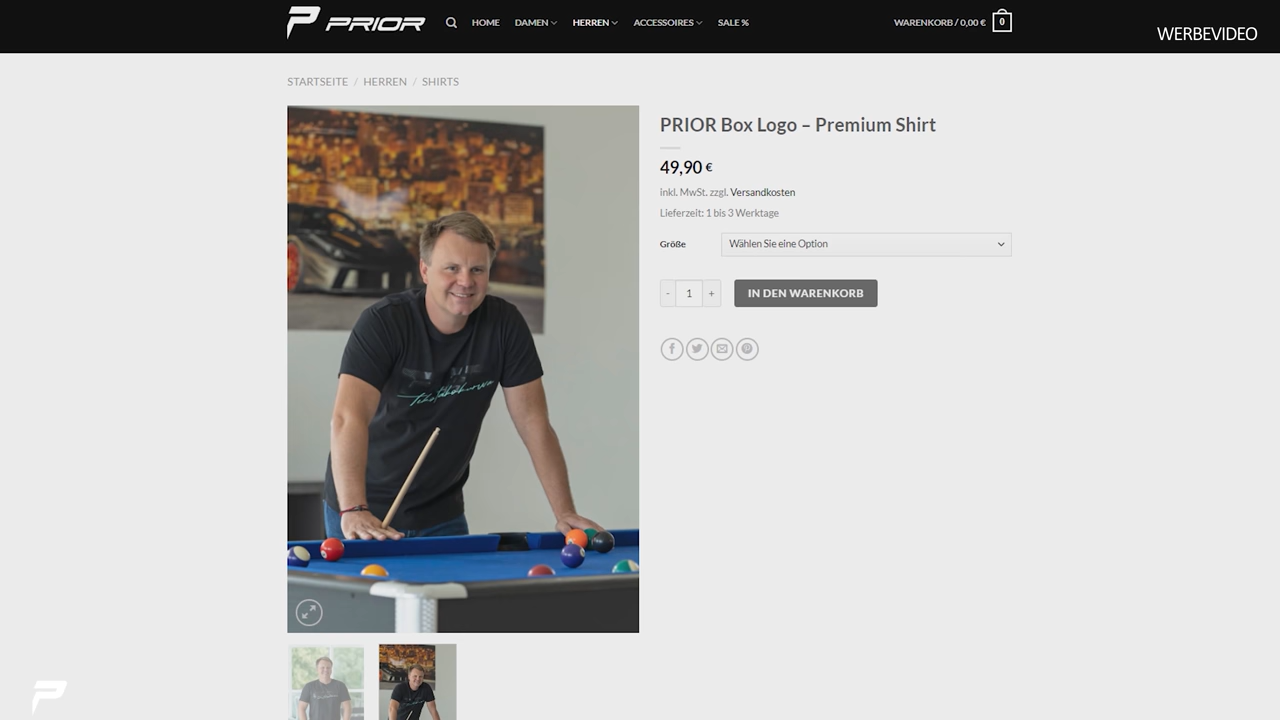 PRIOR
HOME
DAMEN
HERREN
ACCESSOIRES
SALE %
WARENKORB / 0,00 €
0
WERBEVIDEO
STARTSEITE / HERREN / SHIRTS
PRIOR Box Logo – Premium Shirt
49,90 €
inkl. MwSt. zzgl. Versandkosten
Lieferzeit: 1 bis 3 Werktage
Größe
Wählen Sie eine Option
- 1 +
IN DEN WARENKORB